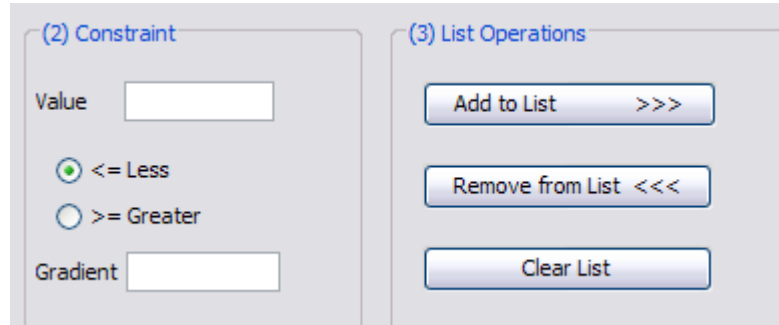 (2) Constraint
Value
<= Less
>= Greater
Gradient
(3) List Operations
Add to List >>>
Remove from List <<<
Clear List